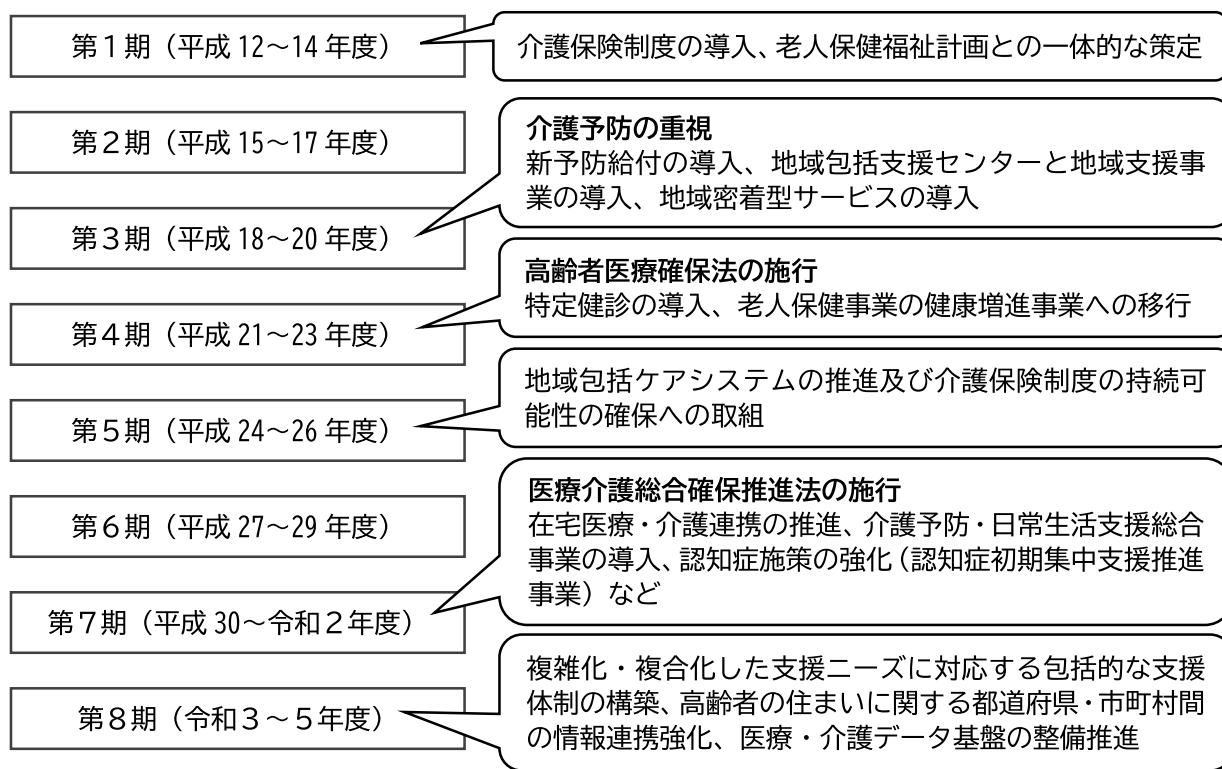 第１期（平成 12～14 年度）
介護保険制度の導入、老人保健福祉計画との一体的な策定
第２期（平成 15～17 年度）
介護予防の重視
新予防給付の導入、地域包括支援センターと地域支援事
業の導入、地域密着型サービスの導入
第３期（平成 18～20 年度）
高齢者医療確保法の施行
特定健診の導入、老人保健事業の健康増進事業への移行
第４期（平成 21～23 年度）
地域包括ケアシステムの推進及び介護保険制度の持続可
能性の確保への取組
第５期（平成 24～26 年度）
第６期（平成 27～29 年度）
医療介護総合確保推進法の施行
在宅医療・介護連携の推進、介護予防・日常生活支援総合
事業の導入、認知症施策の強化（認知症初期集中支援推進
事業）など
第７期（平成 30～令和２年度）
複雑化・複合化した支援ニーズに対応する包括的な支援
体制の構築、高齢者の住まいに関する都道府県・市町村間
の情報連携強化、医療・介護データ基盤の整備推進
第８期（令和３～５年度）